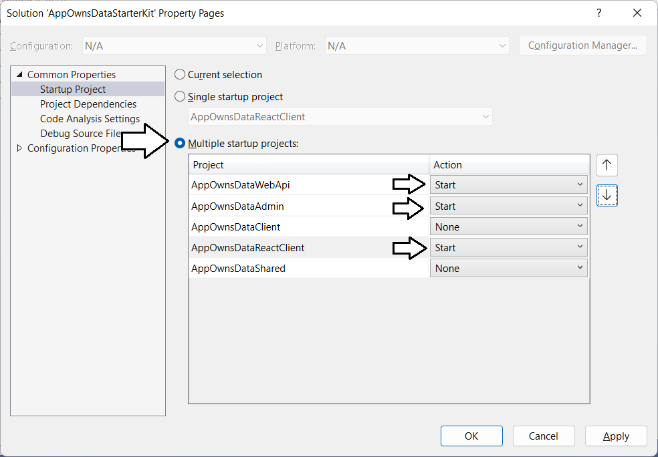 Solution 'AppOwnsDataStarterKit' Property Pages
Configuration: N/A Platform: N/A Configuration Manager...
Common Properties
Startup Project
Project Dependencies
Code Analysis Settings
Debug Source Files
Configuration Properties
Current selection
Single startup project
AppOwnsDataReactClient
Multiple startup projects:
Project Action
AppOwnsDataWebApi Start
AppOwnsDataAdmin Start
AppOwnsDataClient None
AppOwnsDataReactClient Start
AppOwnsDataShared None
OK Cancel Apply